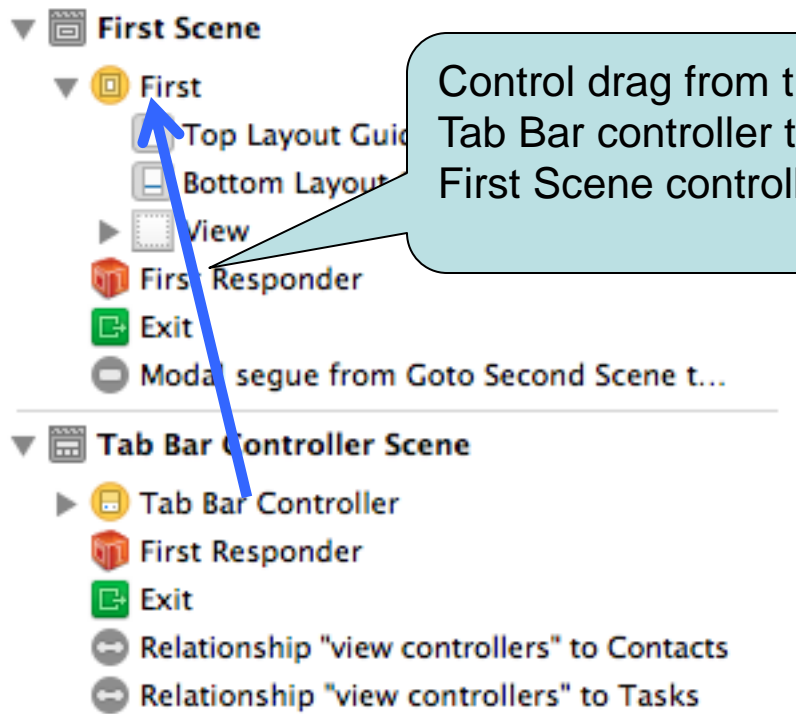 First Scene
First
Control drag from t
Tab Bar controller t
First Scene control
Top Layout Guid
Bottom Layout
View
First Responder
Exit
Modal segue from Goto Second Scene t...
Tab Bar Controller Scene
Tab Bar Controller
First Responder
Exit
Relationship "view controllers" to Contacts
Relationship "view controllers" to Tasks